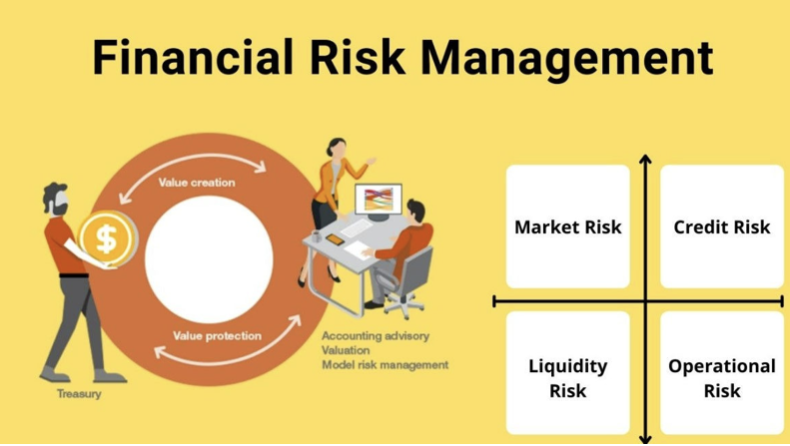 Financial Risk Management
Value creation
$
Value protection
Treasury
Accounting advisory
Valuation
Model risk management
Market Risk
Credit Risk
Liquidity
Risk
Operational
Risk